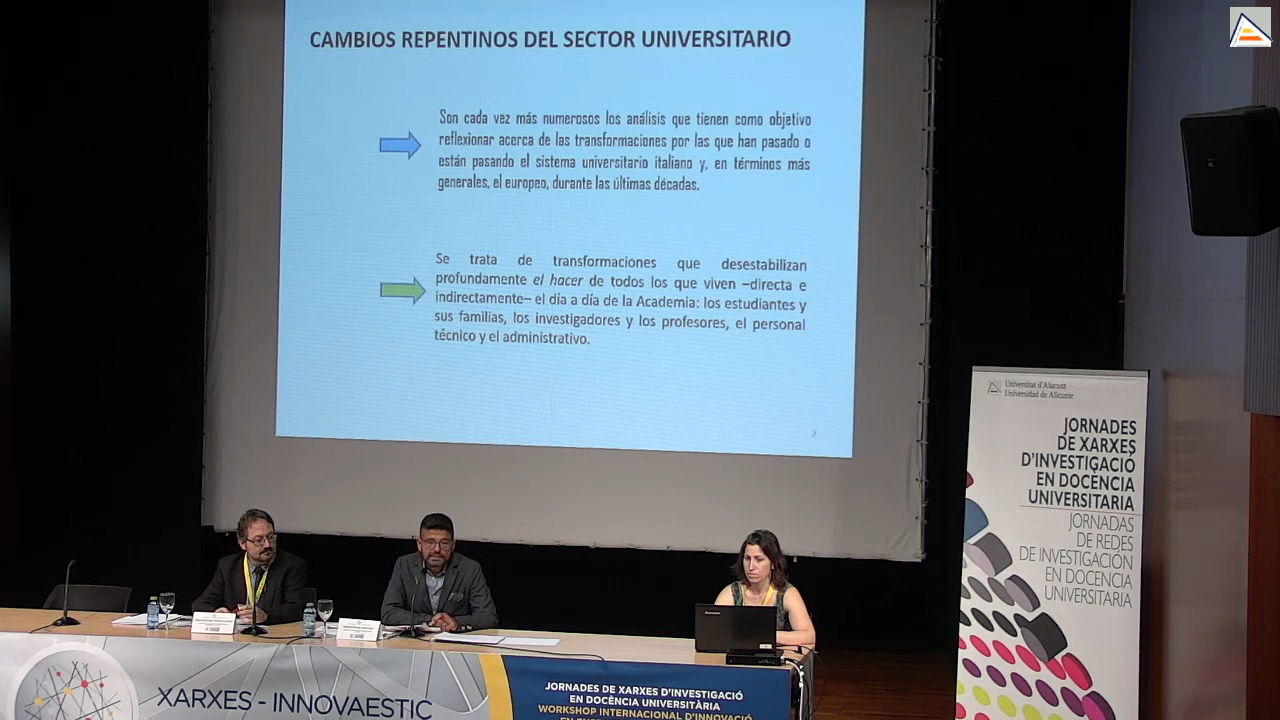 CAMBIOS REPENTINOS DEL SECTOR UNIVERSITARIO
Son cada vez más numerosos los análisis que tienen como objetivo
reflexionar acerca de las transformaciones por las que han pasado o
están pasando el sistema universitario italiano y, en términos más
generales, el europeo, durante las últimas décadas.
Se trata de transformaciones que desestabilizan
profundamente el hacer de todos los que viven –directa e
indirectamente– el día a día de la Academia: los estudiantes y
sus familias, los investigadores y los profesores, el personal
técnico y el administrativo.
2
Universitat d'Alacant
Universidad de Alicante
JORNADES
DE XARXES
D'INVESTIGACIÓ
EN DOCÈNCIA
UNIVERSITÀRIA
JORNADAS
DE REDES
DE INVESTIGACIÓN
EN DOCENCIA
UNIVERSITARIA
XARXES - INNOVAESTIC
JORNADES DE XARXES D'INVESTIGACIÓ
EN DOCÈNCIA UNIVERSITÀRIA
WORKSHOP INTERNACIONAL D'INNOVACIÓ